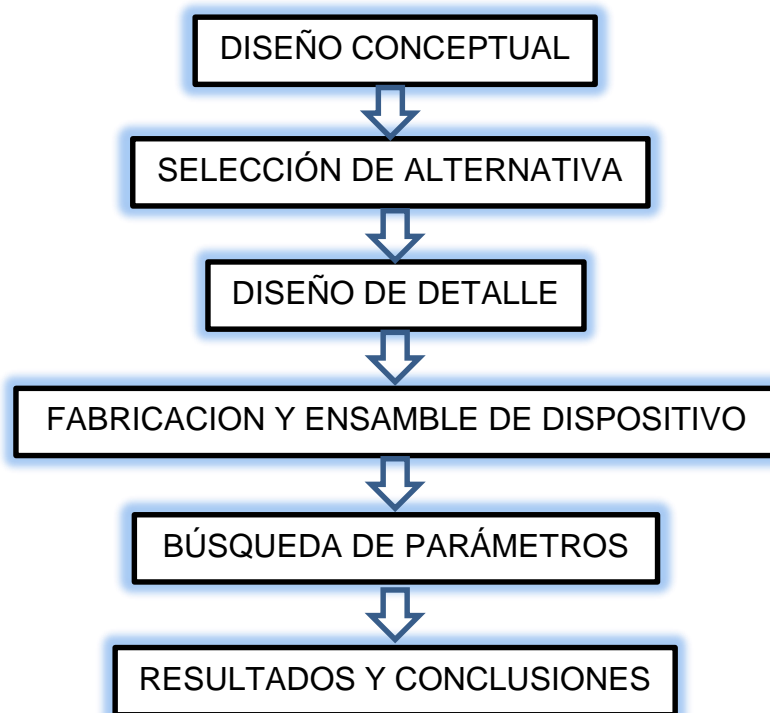 DISEÑO CONCEPTUAL
SELECCIÓN DE ALTERNATIVA
DISEÑO DE DETALLE
FABRICACION Y ENSAMBLE DE DISPOSITIVO
BÚSQUEDA DE PARÁMETROS
RESULTADOS Y CONCLUSIONES